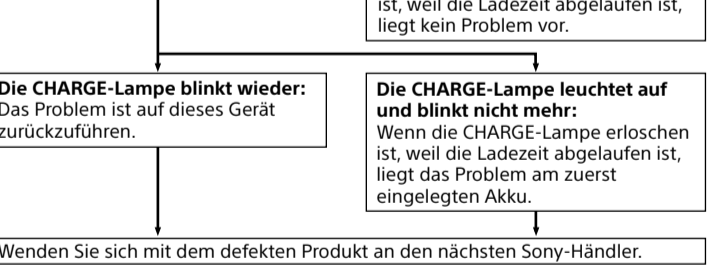 ist, weil die Ladezeit abgelaufen ist,
liegt kein Problem vor.
Die CHARGE-Lampe blinkt wieder:
Das Problem ist auf dieses Gerät
zurückzuführen.
Die CHARGE-Lampe leuchtet auf
und blinkt nicht mehr:
Wenn die CHARGE-Lampe erloschen
ist, weil die Ladezeit abgelaufen ist,
liegt das Problem am zuerst
eingelegten Akku.
Wenden Sie sich mit dem defekten Produkt an den nächsten Sony-Händler.